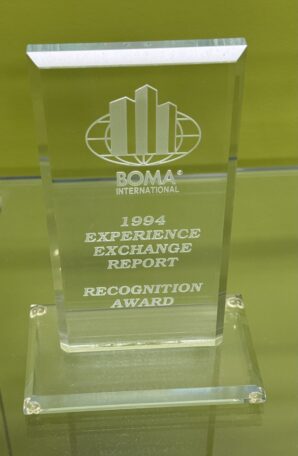 BOMA®
INTERNATIONAL
1994
EXPERIENCE
EXCHANGE
REPORT
RECOGNITION
AWARD